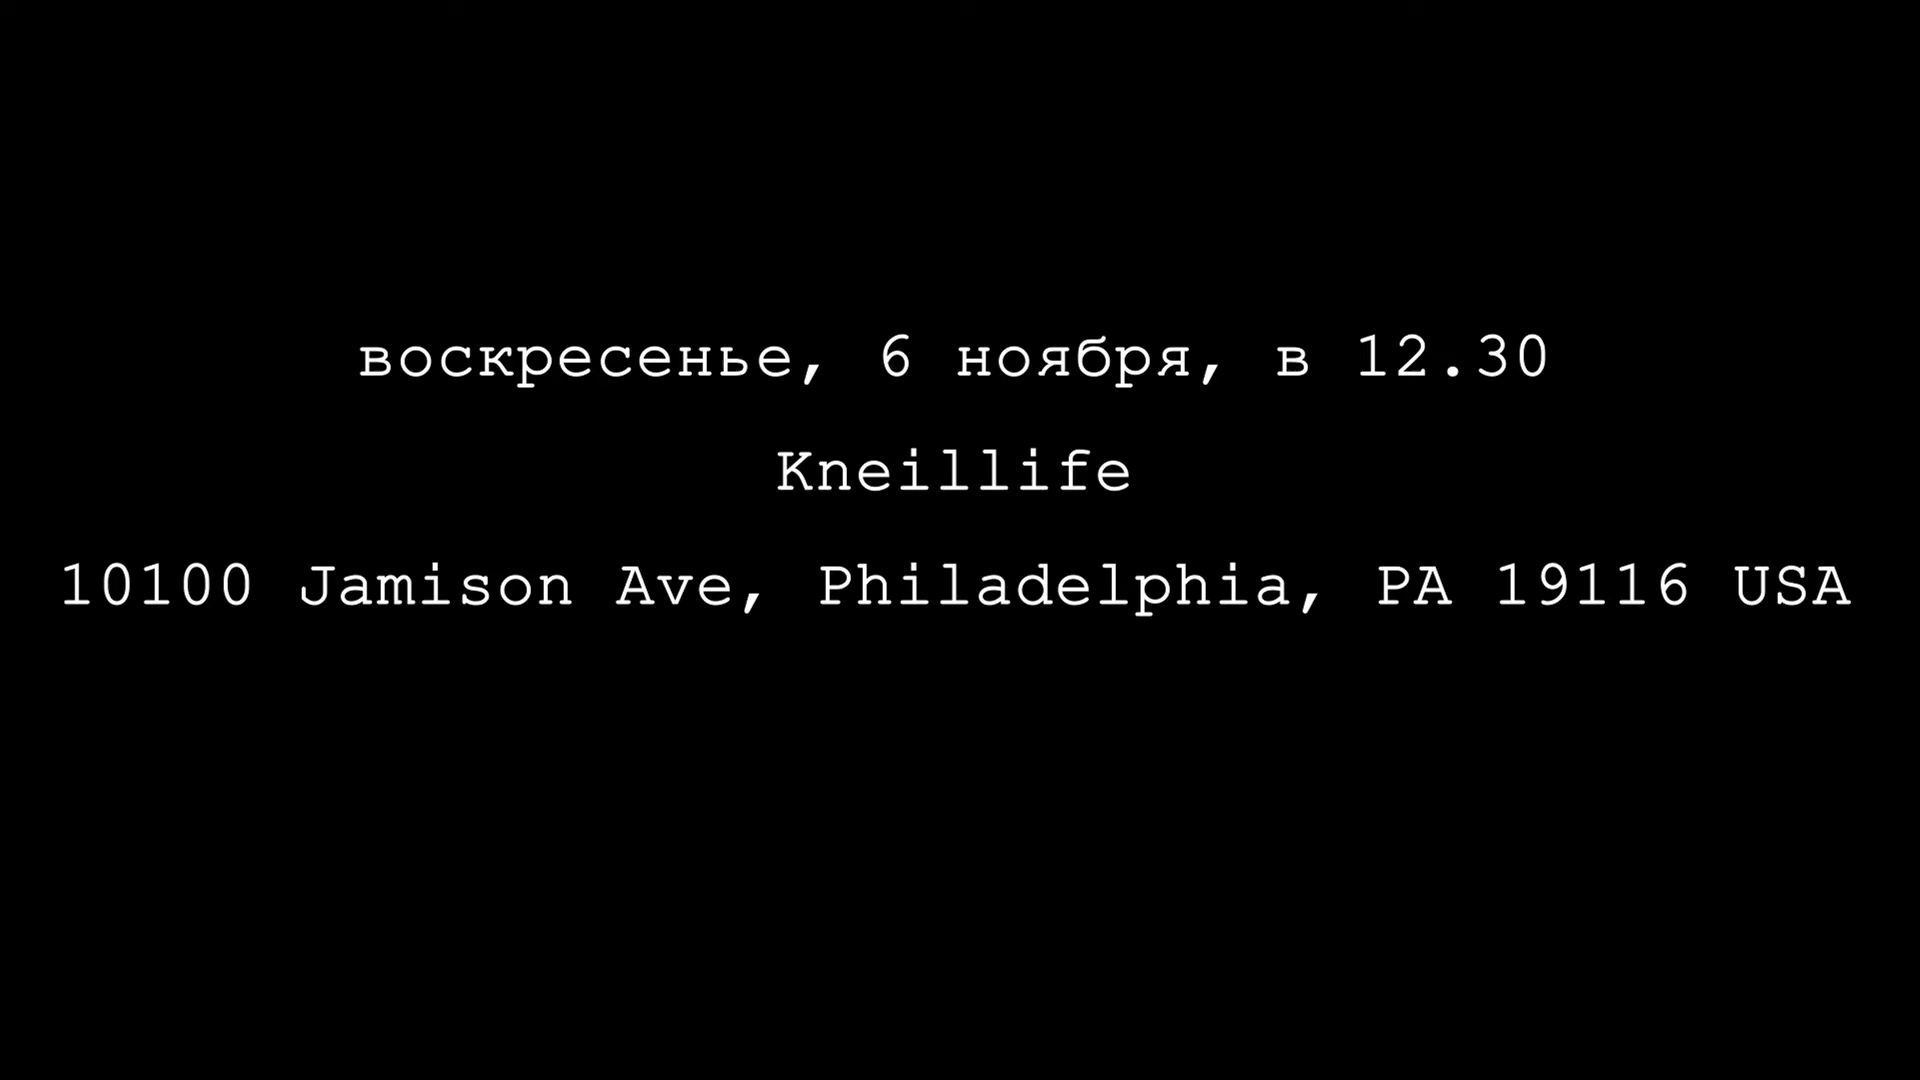 воскресенье, 6 ноября, в 12.30
Kneillife
10100 Jamison Ave, Philadelphia, PA 19116 USA